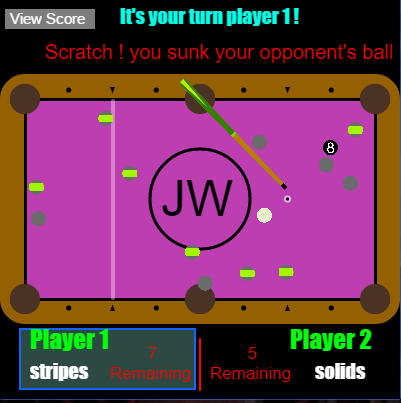 View Score
It's your turn player 1 !
Scratch ! you sunk your opponent's ball
8
JW
Player 1
Player 2
7
5
stripes
Remaining
Remaining
solids